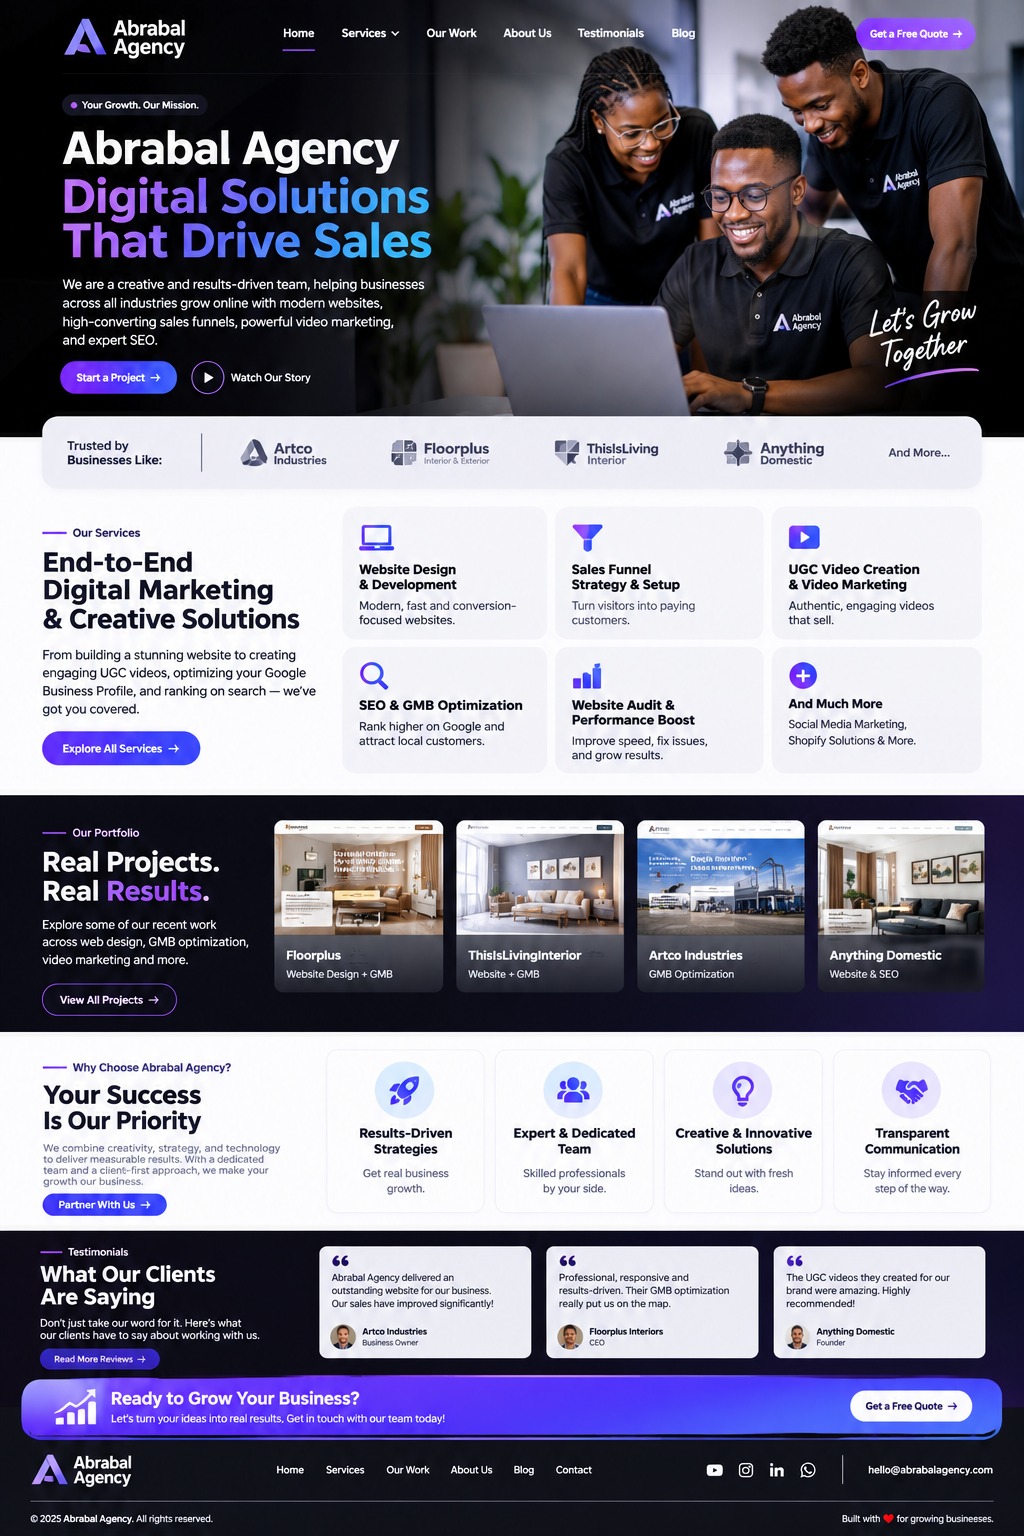 Abrabal
Agency
Home
Services
Our Work
About Us
Testimonials
Blog
Get a Free Quote →
Your Growth. Our Mission.
Abrabal Agency
Digital Solutions
That Drive Sales
We are a creative and results-driven team, helping businesses
across all industries grow online with modern websites,
high-converting sales funnels, powerful video marketing,
and expert SEO.
Start a Project →
Watch Our Story
Agency
Abrabal
Agency
Abrabal
Agency
Let's Grow
Together
Trusted by
Businesses Like:
Artco
Industries
Floorplus
Interior & Exterior
ThisIsLiving
Interior
Anything
Domestic
And More...
Our Services
End-to-End
Digital Marketing
& Creative Solutions
From building a stunning website to creating
engaging UGC videos, optimizing your Google
Business Profile, and ranking on search — we've
got you covered.
Explore All Services →
Website Design
& Development
Modern, fast and conversion-
focused websites.
Sales Funnel
Strategy & Setup
Turn visitors into paying
customers.
UGC Video Creation
& Video Marketing
Authentic, engaging videos
that sell.
SEO & GMB Optimization
Rank higher on Google and
attract local customers.
Website Audit &
Performance Boost
Improve speed, fix issues,
and grow results.
And Much More
Social Media Marketing,
Shopify Solutions & More.
Our Portfolio
Real Projects.
Real Results.
Explore some of our recent work
across web design, GMB optimization,
video marketing and more.
View All Projects →
Floorplus
Website Design + GMB
ThisIsLivingInterior
Website + GMB
Artco Industries
GMB Optimization
Anything Domestic
Website & SEO
Why Choose Abrabal Agency?
Your Success
Is Our Priority
We combine creativity, strategy, and technology
to deliver measurable results. With a dedicated
team and a client-first approach, we make your
growth our business.
Partner With Us →
Results-Driven
Strategies
Get real business
growth.
Expert & Dedicated
Team
Skilled professionals
by your side.
Creative & Innovative
Solutions
Stand out with fresh
ideas.
Transparent
Communication
Stay informed every
step of the way.
Testimonials
What Our Clients
Are Saying
Don't just take our word for it. Here's what
our clients have to say about working with us.
Read More Reviews →
Abrabal Agency delivered an
outstanding website for our business.
Our sales have improved significantly!
Artco Industries
Business Owner
Professional, responsive and
results-driven. Their GMB optimization
really put us on the map.
Floorplus Interiors
CEO
The UGC videos they created for our
brand were amazing. Highly
recommended!
Anything Domestic
Founder
Ready to Grow Your Business?
Let's turn your ideas into real results, Get in touch with our team today!
Get a Free Quote →
Abrabal
Agency
Home
Services
Our Work
About Us
Blog
Contact
hello@abrabalagency.com
© 2025 Abrabal Agency. All rights reserved.
Built with ❤ for growing busineeses.